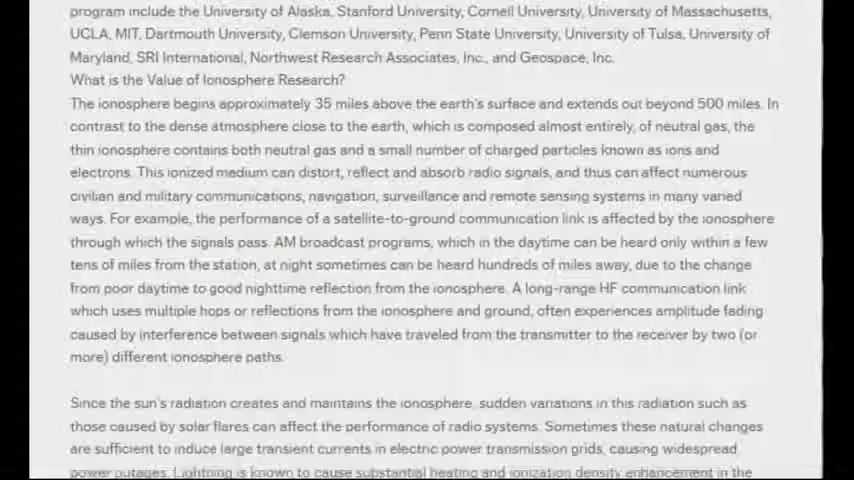 program include the University of Alaska, Stanford University, Cornell University, University of Massachusetts,
UCLA, MIT, Dartmouth University, Clemson University, Penn State University, University of Tulsa, University of
Maryland, SRI International, Northwest Research Associates, Inc., and Geospace, Inc.
What is the Value of Ionosphere Research?
The ionosphere begins approximately 35 miles above the earth's surface and extends out beyond 500 miles. In
contrast to the dense atmosphere close to the earth, which is composed almost entirely, of neutral gas, the
thin ionosphere contains both neutral gas and a small number of charged particles known as ions and
electrons. This ionized medium can distort, reflect and absorb radio signals, and thus can affect numerous
civilian and military communications, navigation, surveillance and remote sensing systems in many varied
ways. For example, the performance of a satellite-to-ground communication link is affected by the ionosphere
through which the signals pass. AM broadcast programs, which in the daytime can be heard only within a few
tens of miles from the station, at night sometimes can be heard hundreds of miles away, due to the change
from poor daytime to good nighttime reflection from the ionosphere. A long-range HF communication link
which uses multiple hops or reflections from the ionosphere and ground, often experiences amplitude fading
caused by interference between signals which have traveled from the transmitter to the receiver by two (or
more) different ionosphere paths.
Since the sun's radiation creates and maintains the ionosphere, sudden variations in this radiation such as
those caused by solar flares can affect the performance of radio systems. Sometimes these natural changes
are sufficient to induce large transient currents in electric power transmission grids, causing widespread
power outages. Lightning is known to cause substantial heating and ionization density enhancement in the